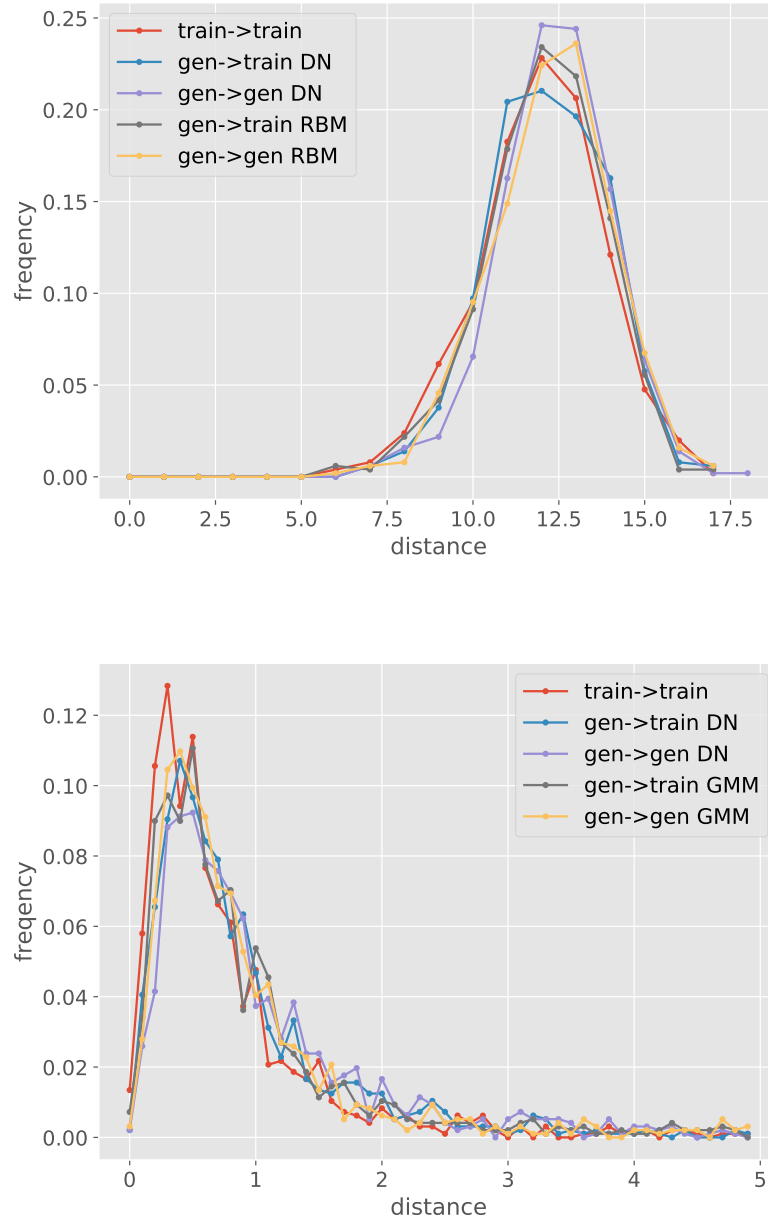 0.25
0.20
0.15
0.10
0.05
0.00
freqency
train->train
gen->train DN
gen->gen DN
gen->train RBM
gen->gen RBM
0.0 2.5 5.0 7.5 10.0 12.5 15.0 17.5
distance
0.12
0.10
0.08
0.06
0.04
0.02
0.00
freqency
train->train
gen->train DN
gen->gen DN
gen->train GMM
gen->gen GMM
0 1 2 3 4 5
distance